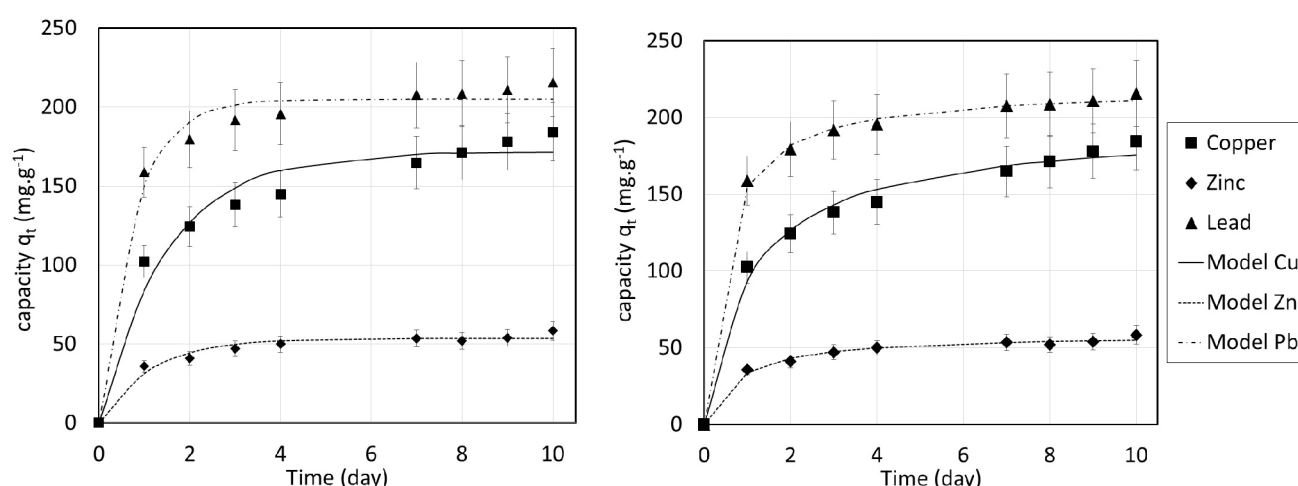 250
200
150
100
50
0
capacity qt (mg.g-1)
0 2 4 6 8 10
Time (day)
250
200
150
100
50
0
capacity qt (mg.g-1)
0 2 4 6 8 10
Time (day)
Copper
Zinc
Lead
Model Cu
Model Zn
Model Pb